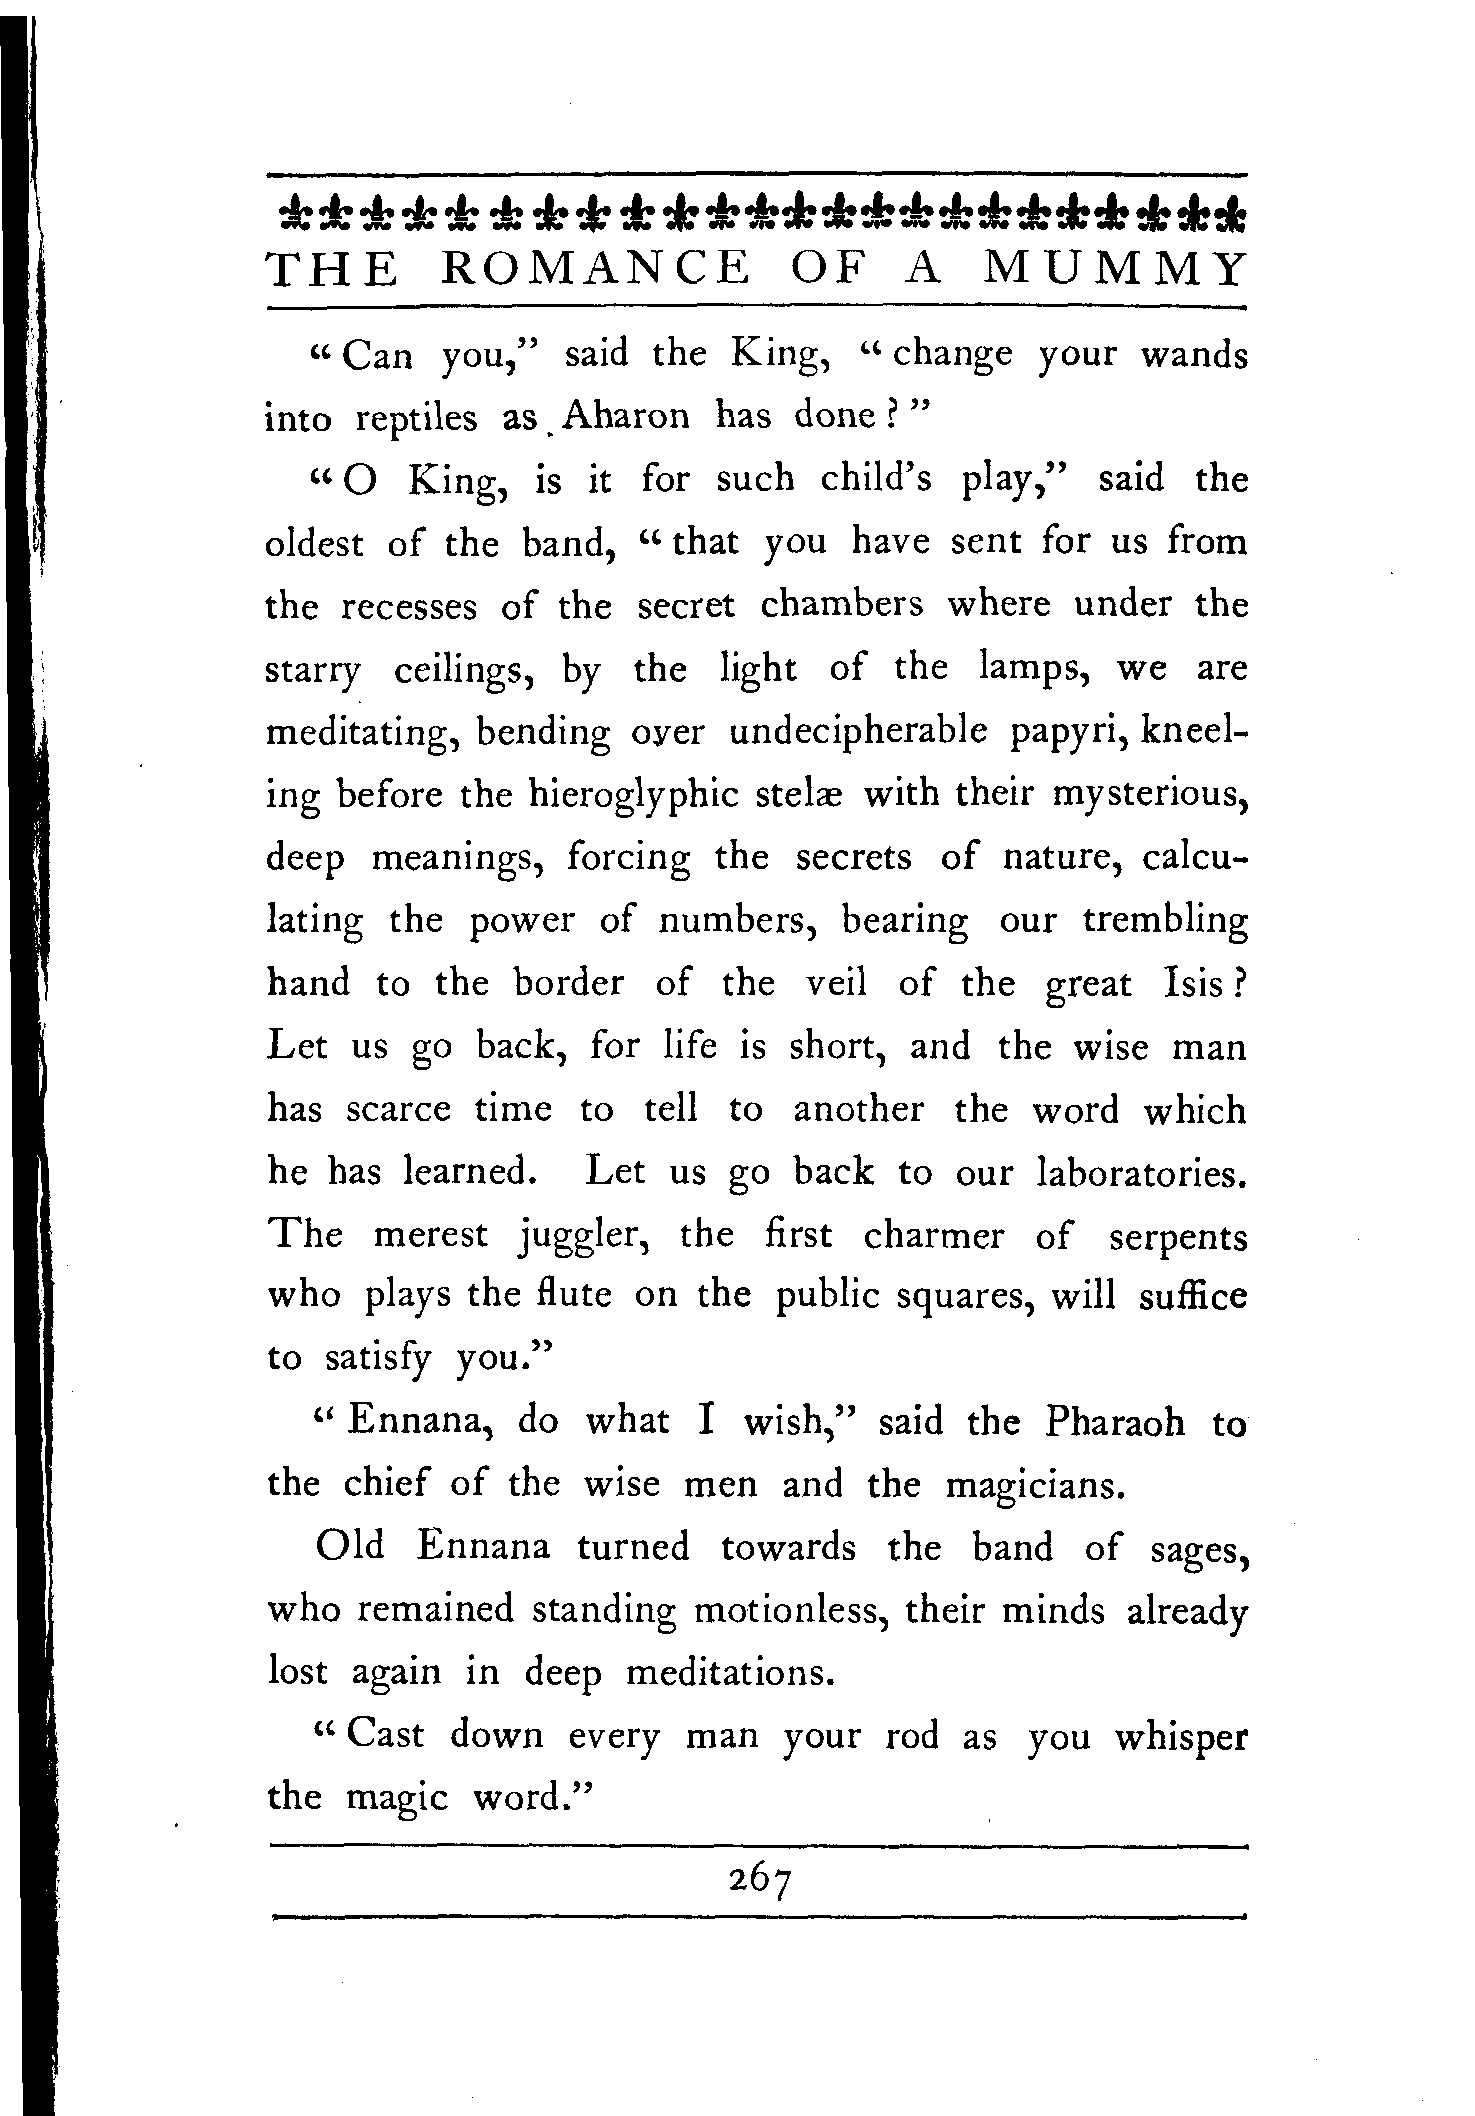 THE ROMANCE OF A MUMMY
“Can you,” said the King, “change your wands
into reptiles as Aharon has done?”
“O King, is it for such child’s play,” said the
oldest of the band, “that you have sent for us from
the recesses of the secret chambers where under the
starry ceilings, by the light of the lamps, we are
meditating, bending over undecipherable papyri, kneel-
ing before the hieroglyphic stelæ with their mysterious,
deep meanings, forcing the secrets of nature, calcu-
lating the power of numbers, bearing our trembling
hand to the border of the veil of the great Isis?
Let us go back, for life is short, and the wise man
has scarce time to tell to another the word which
he has learned. Let us go back to our laboratories.
The merest juggler, the first charmer of serpents
who plays the flute on the public squares, will suffice
to satisfy you.”
“Ennana, do what I wish,” said the Pharaoh to
the chief of the wise men and the magicians.
Old Ennana turned towards the band of sages,
who remained standing motionless, their minds already
lost again in deep meditations.
“Cast down every man your rod as you whisper
the magic word.”
267